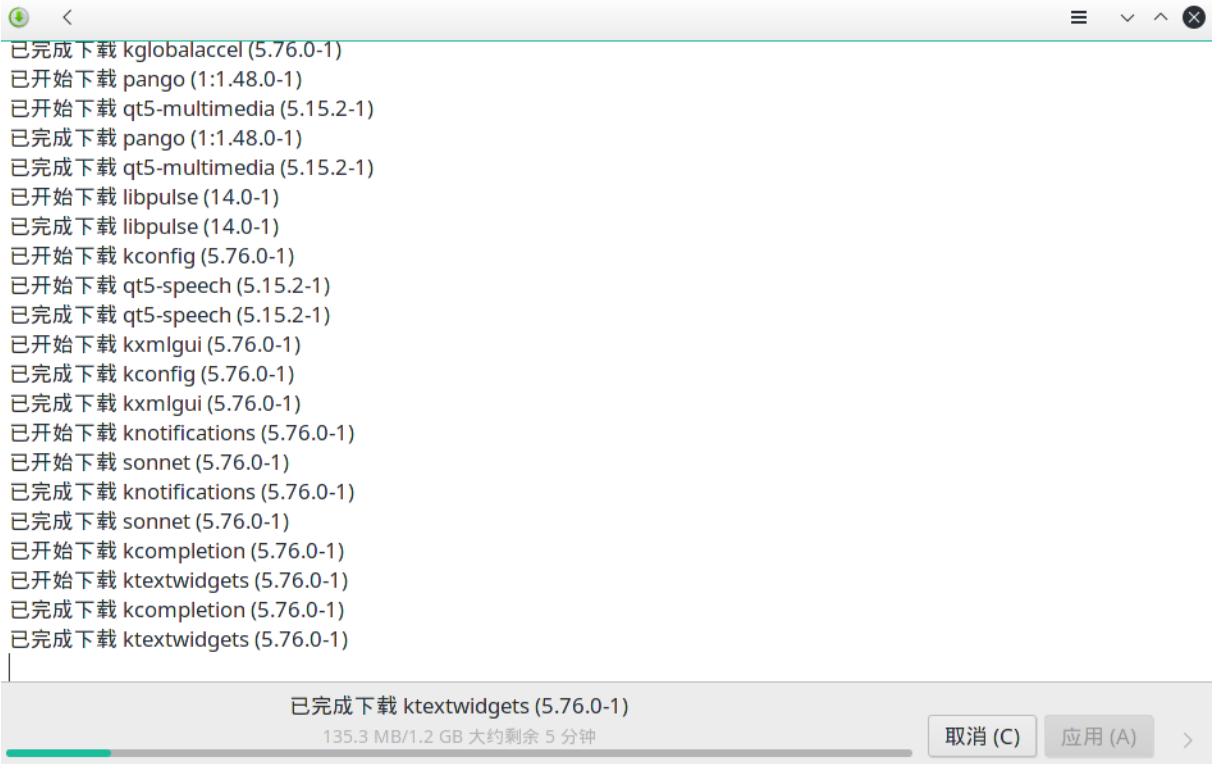 已完成下载 kglobalaccel (5.76.0-1)
已开始下载 pango (1:1.48.0-1)
已开始下载 qt5-multimedia (5.15.2-1)
已完成下载 pango (1:1.48.0-1)
已完成下载 qt5-multimedia (5.15.2-1)
已开始下载 libpulse (14.0-1)
已完成下载 libpulse (14.0-1)
已开始下载 kconfig (5.76.0-1)
已开始下载 qt5-speech (5.15.2-1)
已完成下载 qt5-speech (5.15.2-1)
已开始下载 kxmlgui (5.76.0-1)
已完成下载 kconfig (5.76.0-1)
已完成下载 kxmlgui (5.76.0-1)
已开始下载 knotifications (5.76.0-1)
已开始下载 sonnet (5.76.0-1)
已完成下载 knotifications (5.76.0-1)
已完成下载 sonnet (5.76.0-1)
已开始下载 kcompletion (5.76.0-1)
已开始下载 ktextwidgets (5.76.0-1)
已完成下载 kcompletion (5.76.0-1)
已完成下载 ktextwidgets (5.76.0-1)
已完成下载 ktextwidgets (5.76.0-1)
135.3 MB/1.2 GB 大约剩余 5 分钟
取消 (C)
应用 (A)